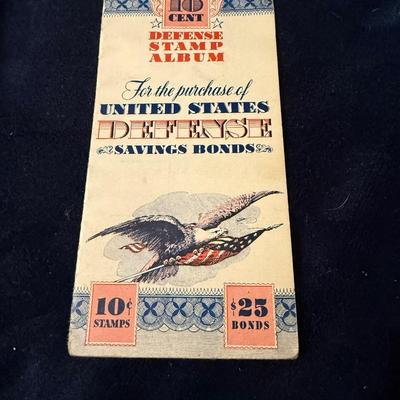 10
CENT
DEFENSE
STAMP
ALBUM
For the purchase of
UNITED STATES
DEFENSE
SAVINGS BONDS
10¢ $25
STAMPS BONDS